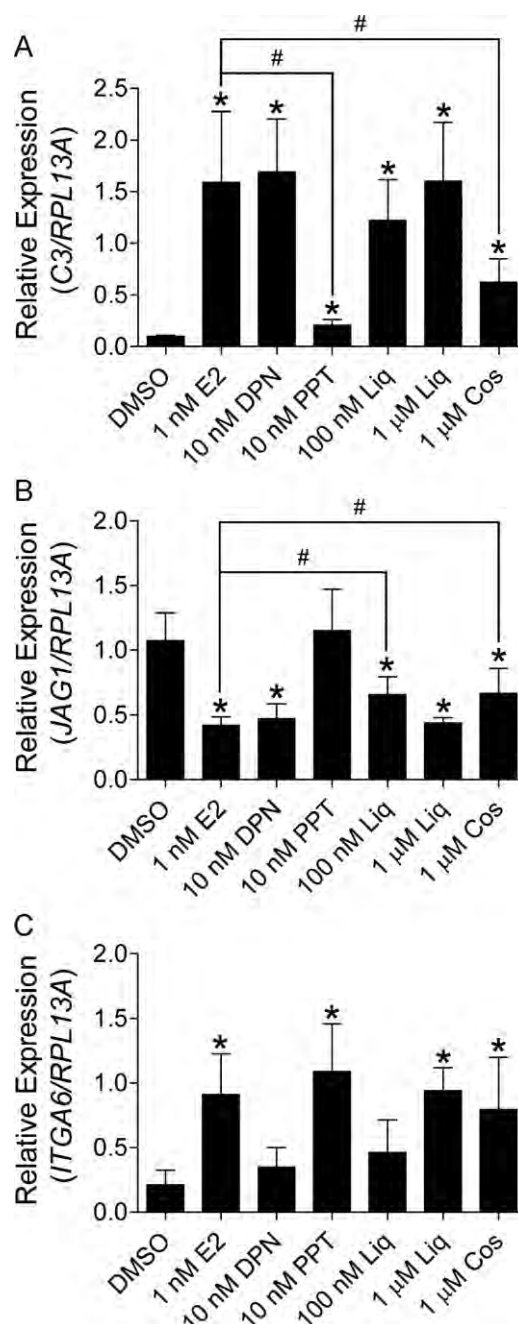 A
#
#
Relative Expression
(C3/RPL13A)
2.5
2.0
1.5
1.0
0.5
0.0
* * * * * *
DMSO
1 nM E2
10 nM DPN
10 nM PPT
100 nM Liq
1 μM Liq
1 μM Cos
B
#
#
Relative Expression
(JAG1/RPL13A)
2.0
1.5
1.0
0.5
0.0
* * * * *
DMSO
1 nM E2
10 nM DPN
10 nM PPT
100 nM Liq
1 μM Liq
1 μM Cos
C
Relative Expression
(ITGA6/RPL13A)
2.0
1.5
1.0
0.5
0.0
* * * *
DMSO
1 nM E2
10 nM DPN
10 nM PPT
100 nM Liq
1 μM Liq
1 μM Cos